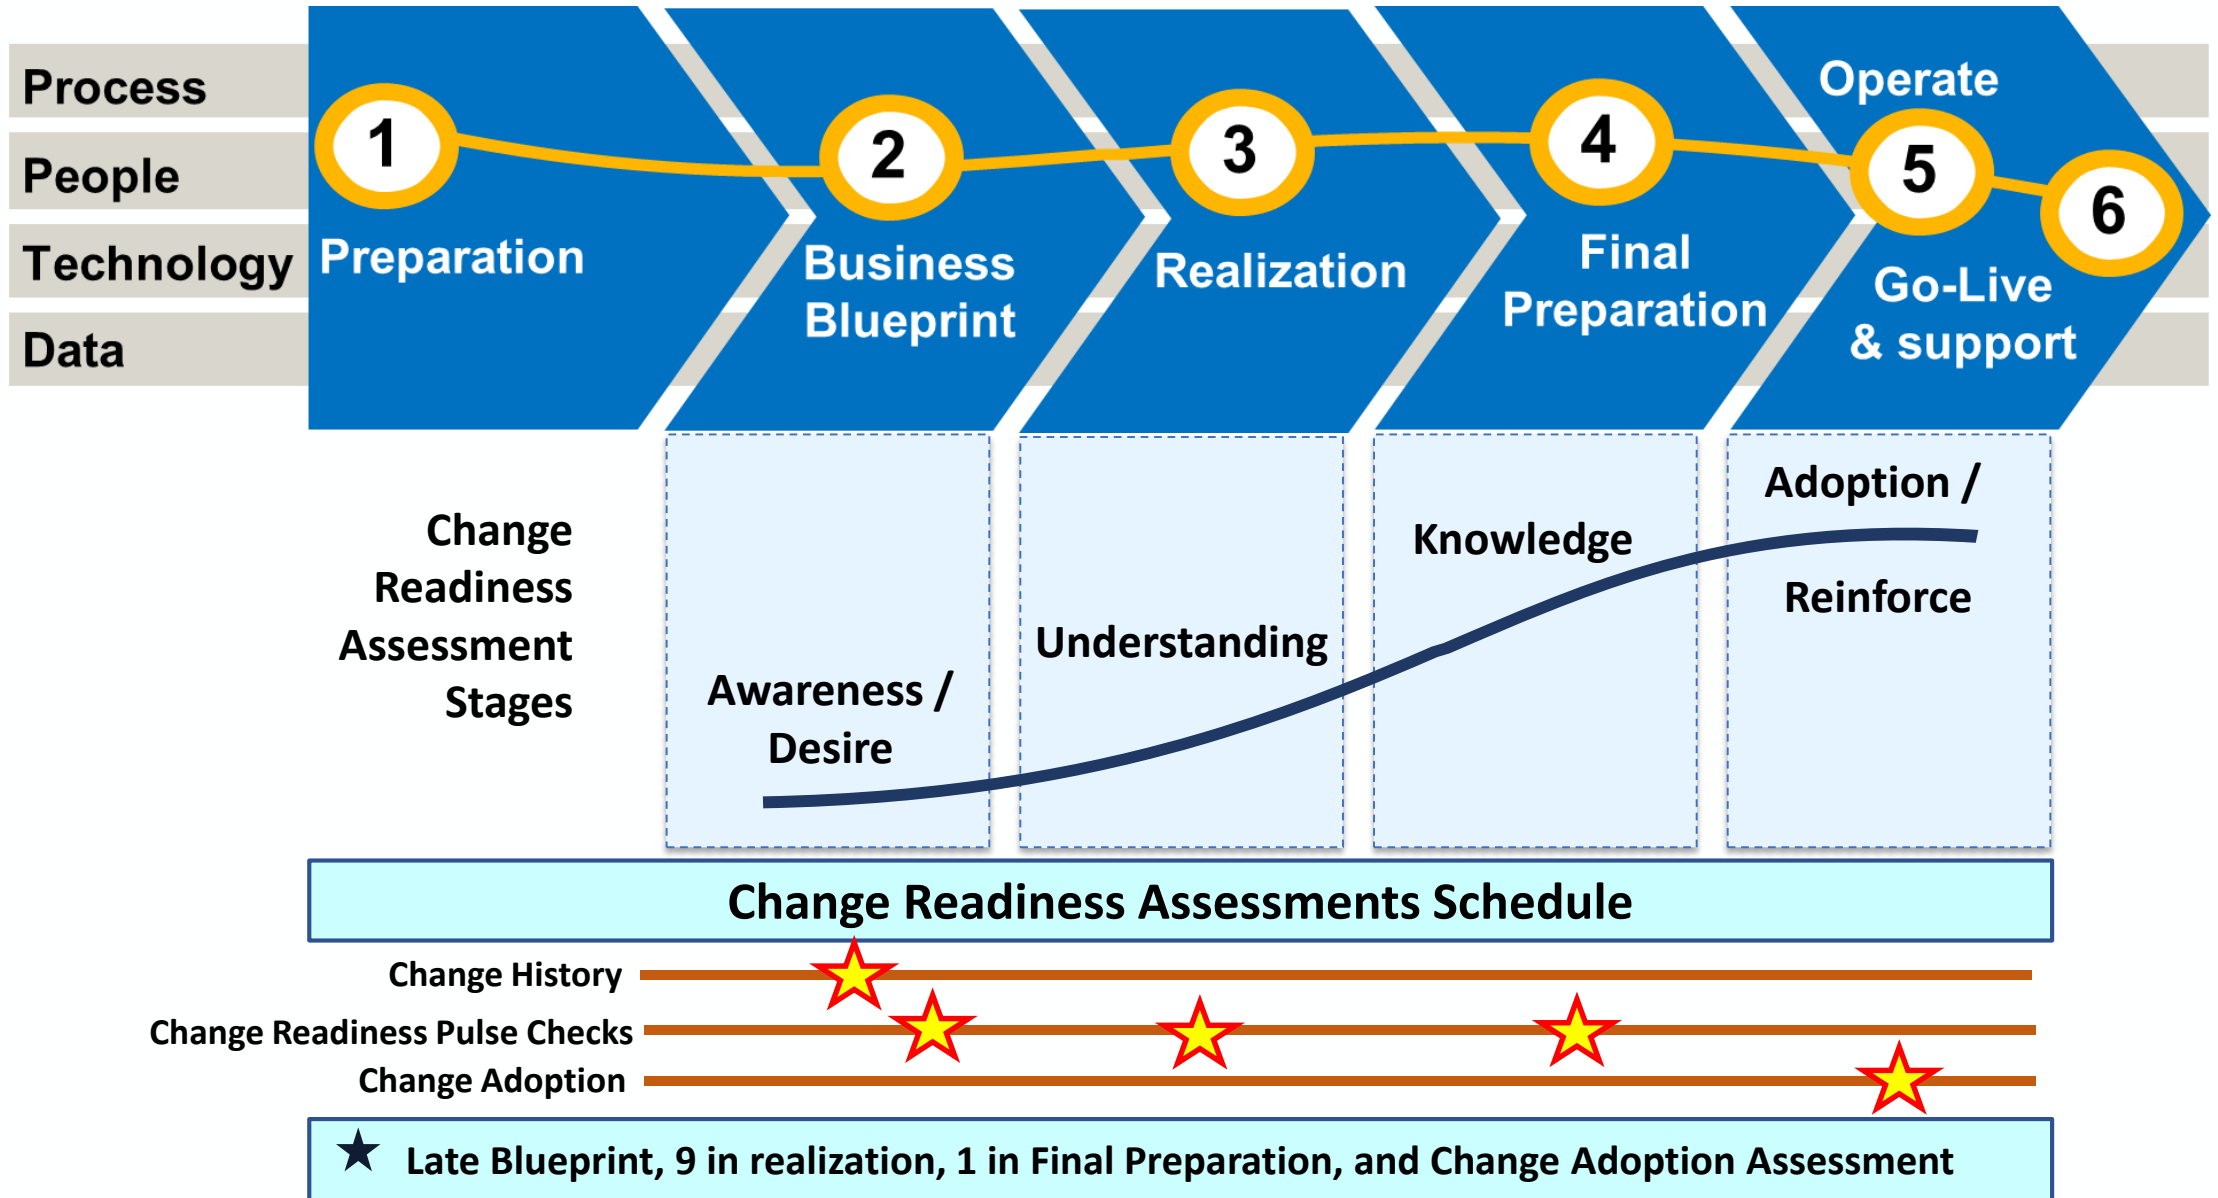 Process
People
Technology
Data
1
2
3
4
5
6
Preparation
Business
Blueprint
Realization
Final
Preparation
Operate
Go-Live
& support
Change
Readiness
Assessment
Stages
Awareness /
Desire
Understanding
Knowledge
Adoption /
Reinforce
Change Readiness Assessments Schedule
Change History
Change Readiness Pulse Checks
Change Adoption
Late Blueprint, 9 in realization, 1 in Final Preparation, and Change Adoption Assessment